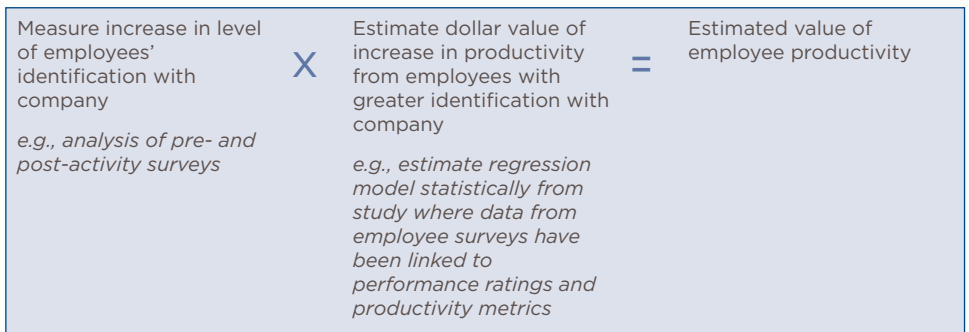 Measure increase in level
of employees'
identification with
company
e.g., analysis of pre- and
post-activity surveys
X
Estimate dollar value of
increase in productivity
from employees with
greater identification with
company
e.g., estimate regression
model statistically from
study where data from
employee surveys have
been linked to
performance ratings and
productivity metrics
=
Estimated value of
employee productivity